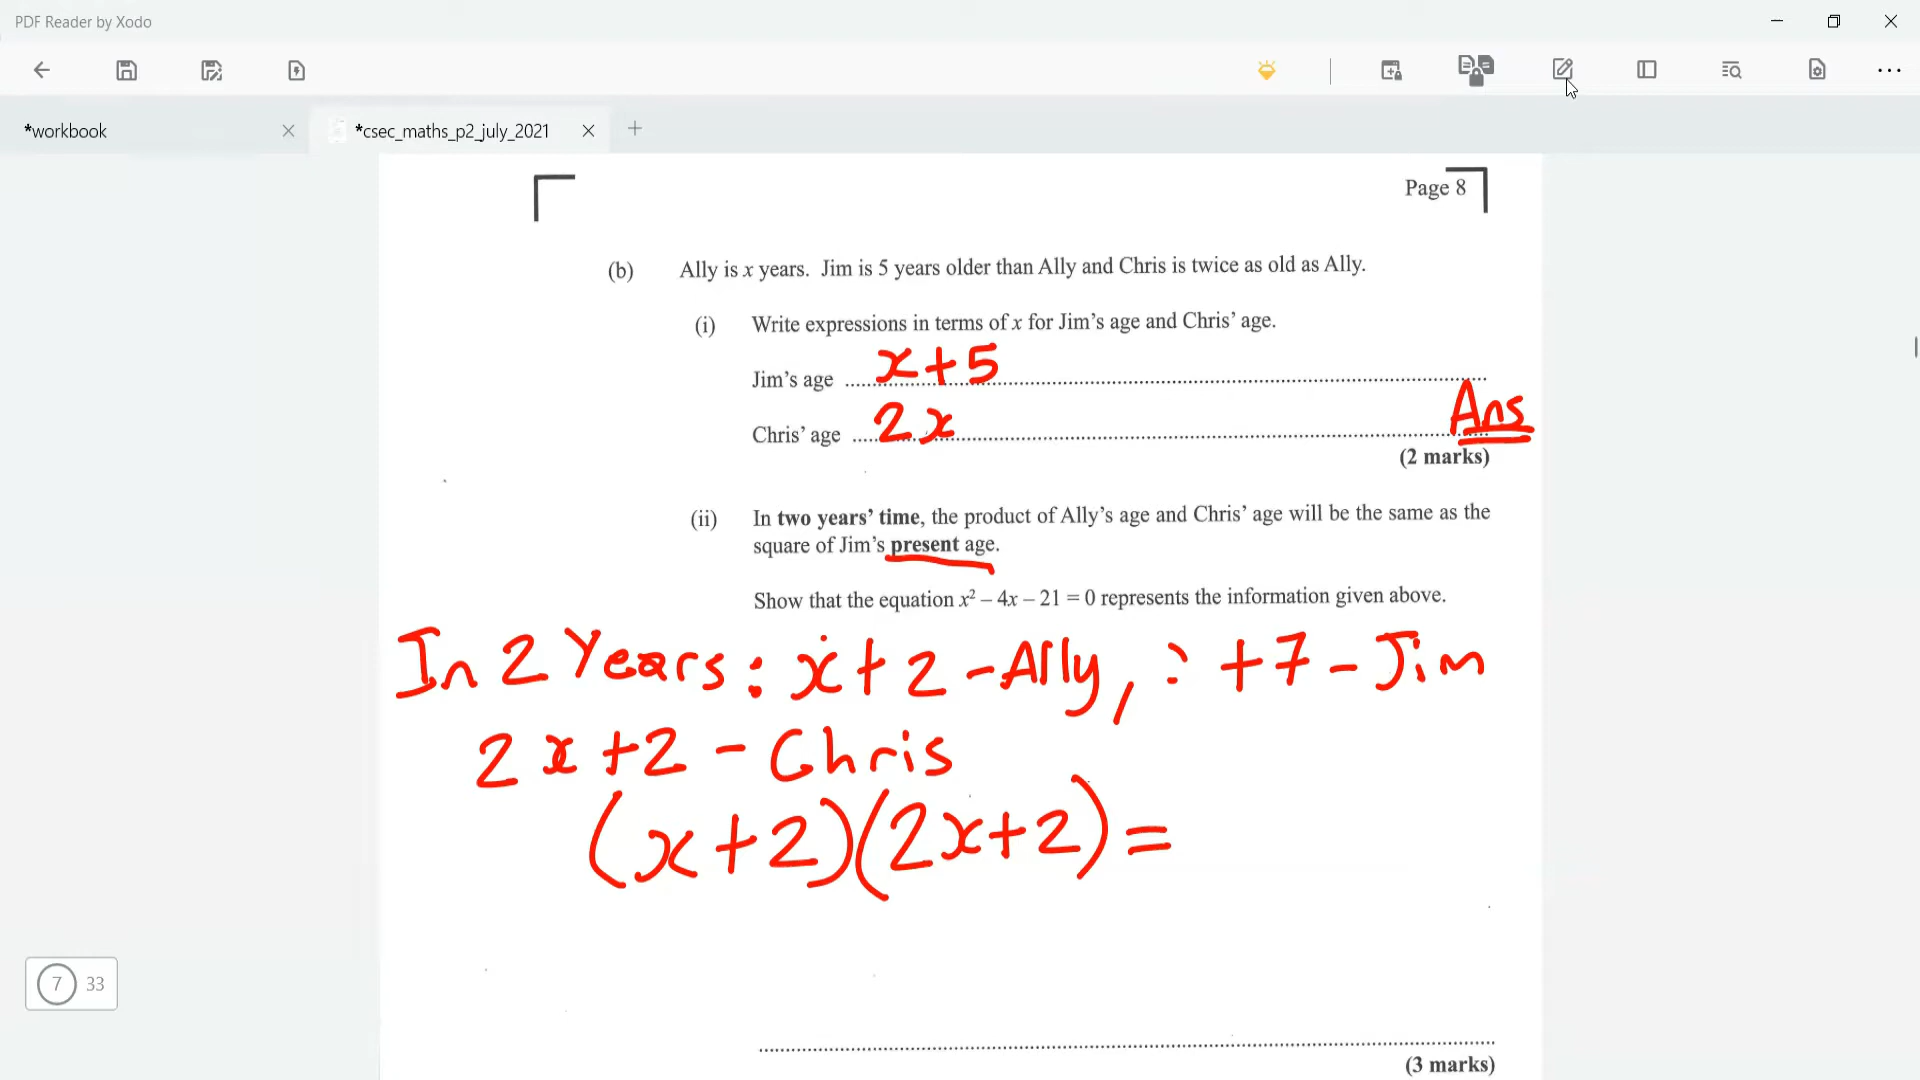 PDF Reader by Xodo
*workbook
*csec_maths_p2_july_2021
Page 8
(b) Ally is x years. Jim is 5 years older than Ally and Chris is twice as old as Ally.
(i) Write expressions in terms of x for Jim's age and Chris' age.
Jim's age x+5
Chris' age 2x
Ans
(2 marks)
(ii) In two years' time, the product of Ally's age and Chris' age will be the same as the
square of Jim's present age.
Show that the equation x² – 4x – 21 = 0 represents the information given above.
In 2 Years: x+2 -Ally, +7 - Jim
2x+2 - Chris
(x+2)(2x+2)=
7 33
(3 marks)